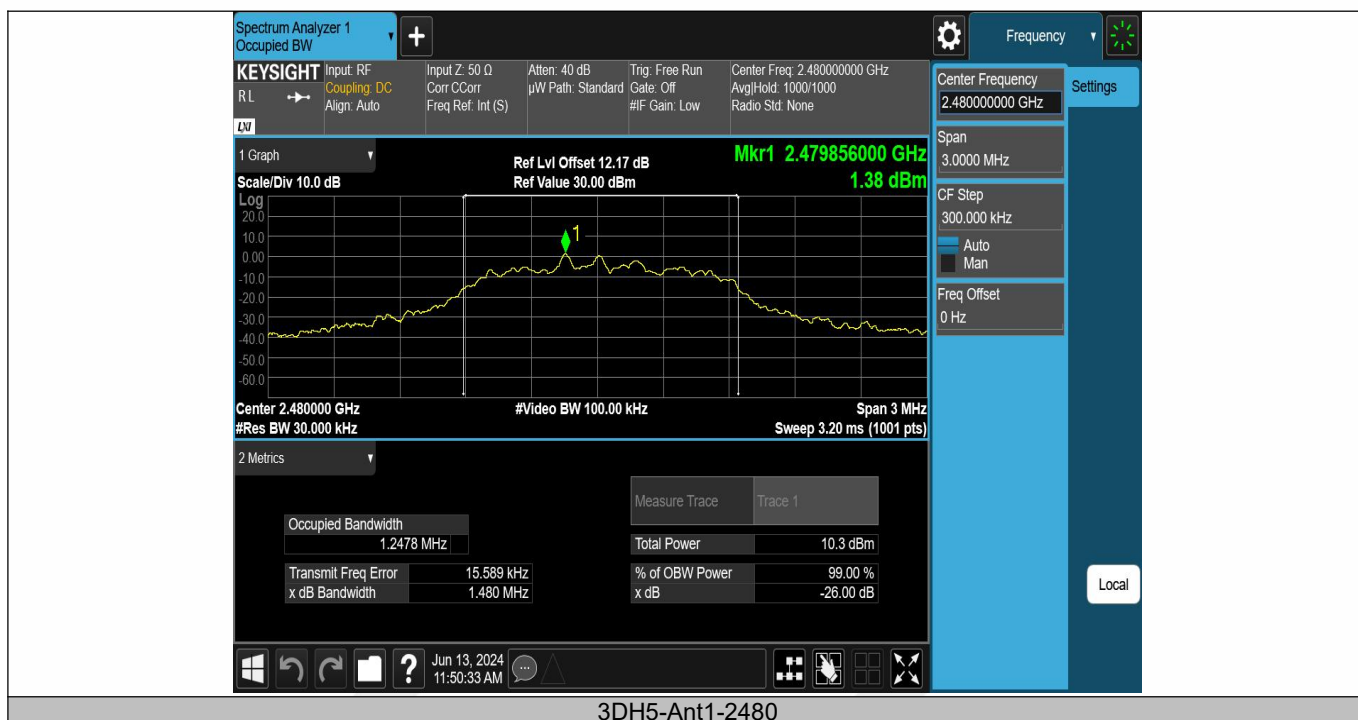 Spectrum Analyzer 1
Occupied BW
Frequency
KEYSIGHT
R L
LXI
Input: RF
Coupling: DC
Align: Auto
Input Z: 50 Ω
Corr CCorr
Freq Ref: Int (S)
Atten: 40 dB
µW Path: Standard
Trig: Free Run
Gate: Off
#IF Gain: Low
Center Freq: 2.480000000 GHz
Avg|Hold: 1000/1000
Radio Std: None
Center Frequency
2.480000000 GHz
Settings
Span
3.0000 MHz
CF Step
300.000 kHz
Auto
Man
Freq Offset
0 Hz
Local
1 Graph
Scale/Div 10.0 dB
Ref Lvl Offset 12.17 dB
Ref Value 30.00 dBm
Mkr1 2.479856000 GHz
1.38 dBm
Log
20.0
10.0
0.00
-10.0
-20.0
-30.0
-40.0
-50.0
-60.0
1
Center 2.480000 GHz
#Res BW 30.000 kHz
#Video BW 100.00 kHz
Span 3 MHz
Sweep 3.20 ms (1001 pts)
2 Metrics
Measure Trace Trace 1
Occupied Bandwidth
1.2478 MHz
Total Power 10.3 dBm
Transmit Freq Error 15.589 kHz
% of OBW Power 99.00 %
x dB Bandwidth 1.480 MHz
x dB -26.00 dB
?
Jun 13, 2024
11:50:33 AM
3DH5-Ant1-2480